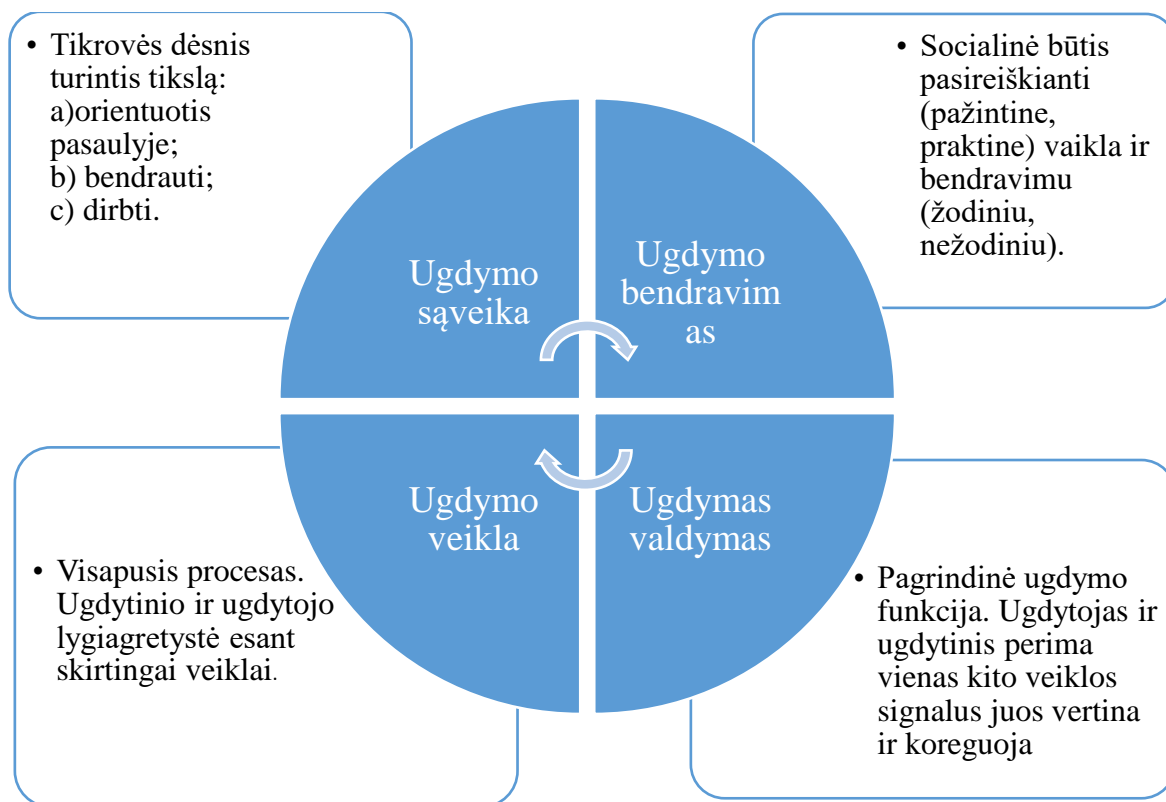 • Tikrovės dėsnis
turintis tikslą:
a)orientuotis
pasaulyje;
b) bendrauti;
c) dirbti.
• Socialinė būtis
pasireiškianti
(pažintine,
praktine) vaikla ir
bendravimu
(žodiniu,
nežodiniu).
Ugdymo
sąveika
Ugdymo
bendravim
as
Ugdymo
veikla
Ugdymas
valdymas
• Visapusis procesas.
Ugdytinio ir ugdytojo
lygiagretystė esant
skirtingai veiklai.
• Pagrindinė ugdymo
funkcija. Ugdytojas ir
ugdytinis perima
vienas kito veiklos
signalus juos vertina
ir koreguoja